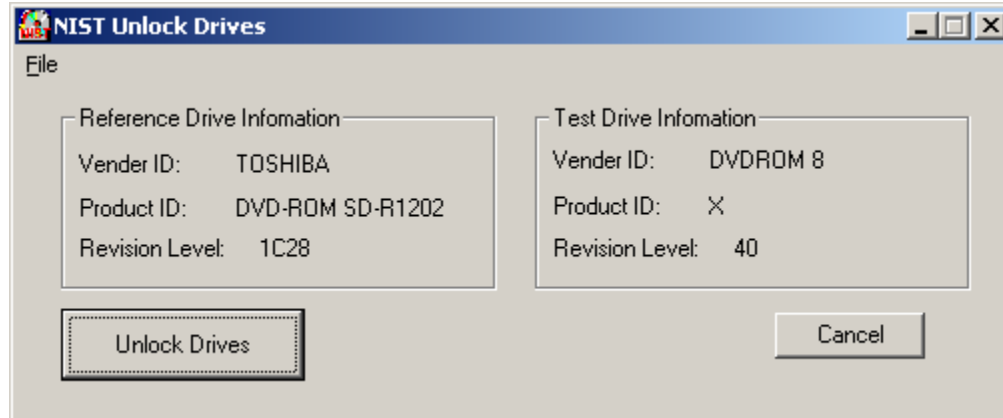 NIST Unlock Drives
File
Reference Drive Infomation
Vender ID: TOSHIBA
Product ID: DVD-ROM SD-R1202
Revision Level: 1C28
Test Drive Infomation
Vender ID: DVDROM 8
Product ID: X
Revision Level: 40
Unlock Drives
Cancel